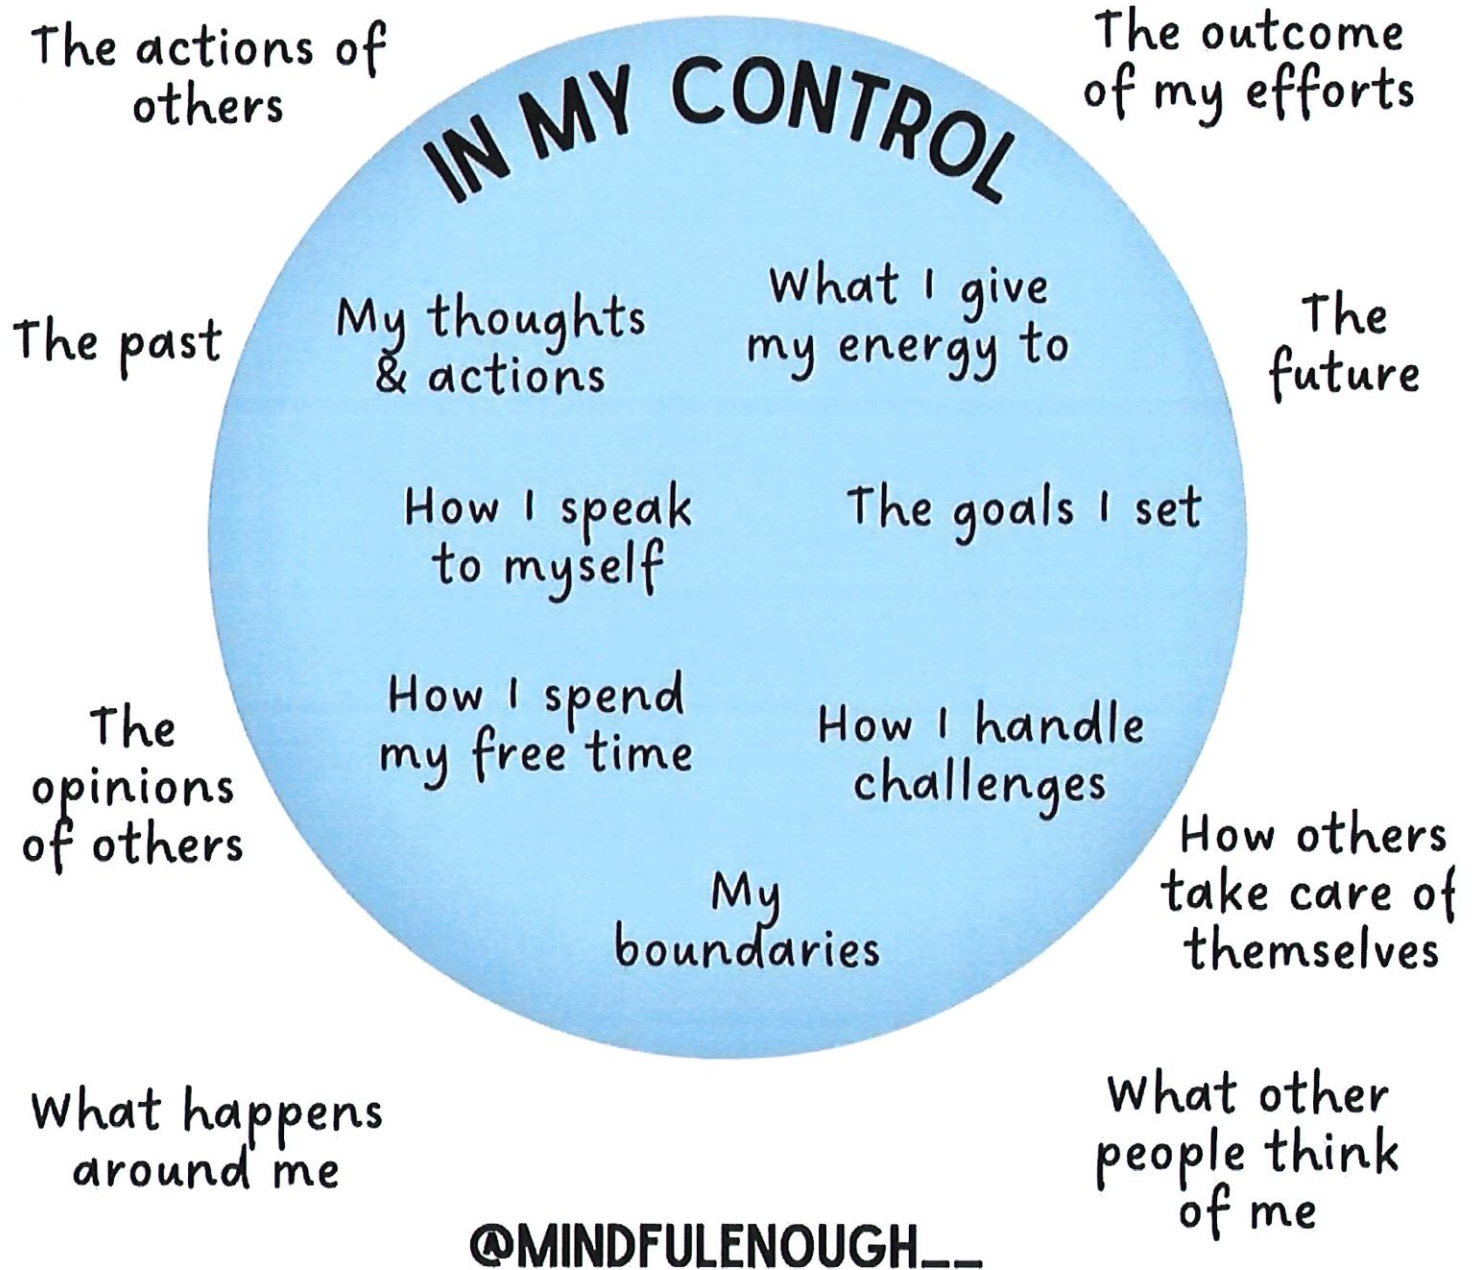 The actions of
others
The outcome
of my efforts
IN MY CONTROL
The past
My thoughts
& actions
What I give
my energy to
The
future
How I speak
to myself
The goals I set
The
opinions
of others
How I spend
my free time
How I handle
challenges
How others
take care of
themselves
My
boundaries
What happens
around me
What other
people think
of me
@MINDFULENOUGH__